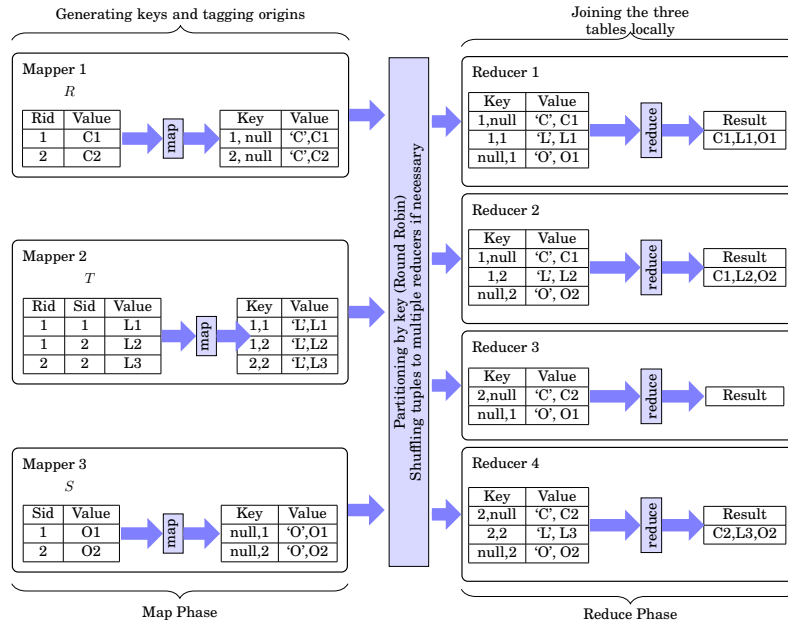 Generating keys and tagging origins
Joining the three
tables locally
Mapper 1
R
Rid Value
1 C1
2 C2
map
Key Value
1, null ‘C’,C1
2, null ‘C’,C2
Mapper 2
T
Rid Sid Value
1 1 L1
1 2 L2
2 2 L3
map
Key Value
1,1 ‘L’,L1
1,2 ‘L’,L2
2,2 ‘L’,L3
Mapper 3
S
Sid Value
1 O1
2 O2
map
Key Value
null,1 ‘O’,O1
null,2 ‘O’,O2
Partitioning by key (Round Robin)
Shuffling tuples to multiple reducers if necessary
Reducer 1
Key Value
1,null ‘C’, C1
1,1 ‘L’, L1
null,1 ‘O’, O1
reduce
Result
C1,L1,O1
Reducer 2
Key Value
1,null ‘C’, C1
1,2 ‘L’, L2
null,2 ‘O’, O2
reduce
Result
C1,L2,O2
Reducer 3
Key Value
2,null ‘C’, C2
null,1 ‘O’, O1
reduce
Result
Reducer 4
Key Value
2,null ‘C’, C2
2,2 ‘L’, L3
null,2 ‘O’, O2
reduce
Result
C2,L3,O2
Map Phase
Reduce Phase